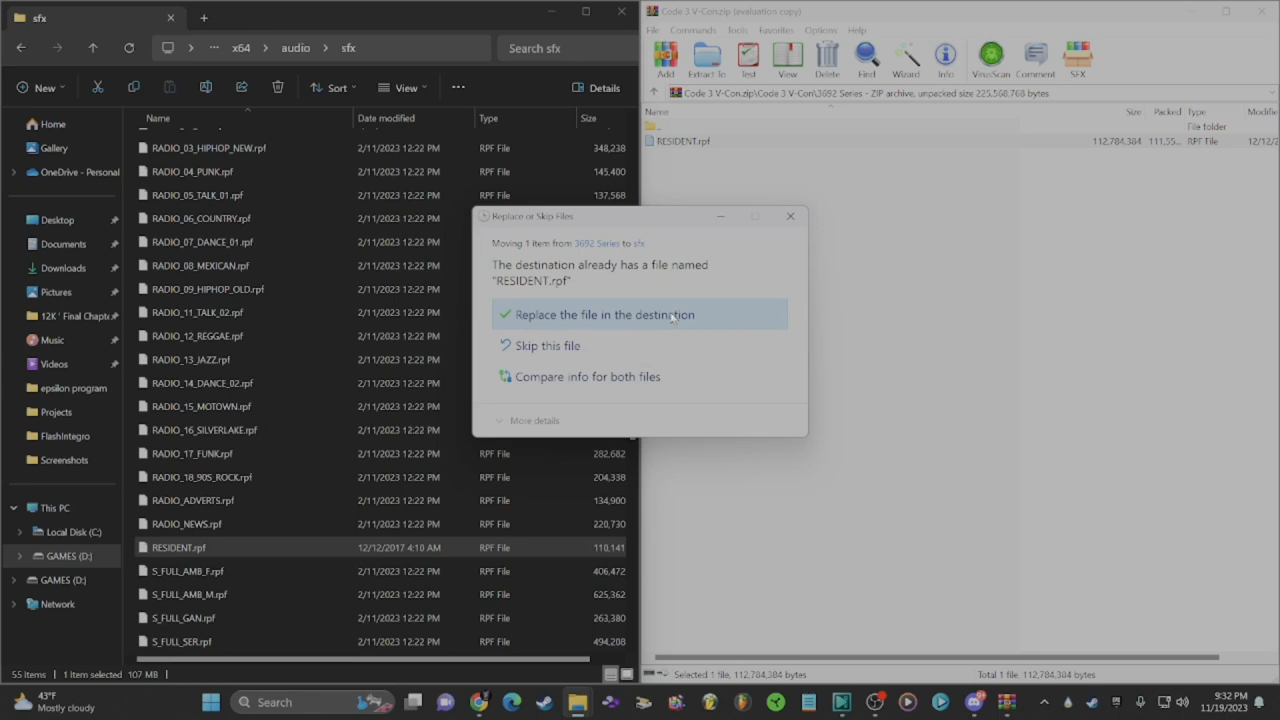 sfx
x64 > audio > sfx
Search sfx
New
Sort
View
Details
Name
Date modified
Type
Size
Home
Gallery
OneDrive - Personal
Desktop
Documents
Downloads
Pictures
12K ' Final Chapte
Music
Videos
epsilon program
Projects
FlashIntegro
Screenshots
This PC
Local Disk (C:)
GAMES (D:)
GAMES (D:)
Network
RADIO_03_HIPHOP_NEW.rpf 2/11/2023 12:22 PM RPF File 348,238
RADIO_04_PUNK.rpf 2/11/2023 12:22 PM RPF File 145,400
RADIO_05_TALK_01.rpf 2/11/2023 12:22 PM RPF File 137,568
RADIO_06_COUNTRY.rpf 2/11/2023 12:22 PM
RADIO_07_DANCE_01.rpf 2/11/2023 12:22 PM
RADIO_08_MEXICAN.rpf 2/11/2023 12:22 PM
RADIO_09_HIPHOP_OLD.rpf 2/11/2023 12:22 PM
RADIO_11_TALK_02.rpf 2/11/2023 12:22 PM
RADIO_12_REGGAE.rpf 2/11/2023 12:22 PM
RADIO_13_JAZZ.rpf 2/11/2023 12:22 PM
RADIO_14_DANCE_02.rpf 2/11/2023 12:22 PM
RADIO_15_MOTOWN.rpf 2/11/2023 12:22 PM
RADIO_16_SILVERLAKE.rpf 2/11/2023 12:22 PM
RADIO_17_FUNK.rpf 2/11/2023 12:22 PM RPF File 282,682
RADIO_18_90S_ROCK.rpf 2/11/2023 12:22 PM RPF File 204,338
RADIO_ADVERTS.rpf 2/11/2023 12:22 PM RPF File 134,900
RADIO_NEWS.rpf 2/11/2023 12:22 PM RPF File 220,730
RESIDENT.rpf 12/12/2017 4:10 AM RPF File 110,141
S_FULL_AMB_F.rpf 2/11/2023 12:22 PM RPF File 406,472
S_FULL_AMB_M.rpf 2/11/2023 12:22 PM RPF File 625,362
S_FULL_GAN.rpf 2/11/2023 12:22 PM RPF File 263,380
S_FULL_SER.rpf 2/11/2023 12:22 PM RPF File 494,208
55 items 1 item selected 107 MB
Code 3 V-Con.zip (evaluation copy)
File Commands Tools Favorites Options Help
Add Extract To Test View Delete Find Wizard Info VirusScan Comment SFX
Code 3 V-Con.zip\Code 3 V-Con\3692 Series - ZIP archive, unpacked size 225,568,768 bytes
Name Size Packed Type Modifie
.. File folder
RESIDENT.rpf 112,784,384 111,55... RPF File 12/12/2
Selected 1 file, 112,784,384 bytes Total 1 file, 112,784,384 bytes
Replace or Skip Files
Moving 1 item from 3692 Series to sfx
The destination already has a file named
"RESIDENT.rpf"
Replace the file in the destination
Skip this file
Compare info for both files
More details
43°F
Mostly cloudy
Search
9:32 PM
11/19/2023